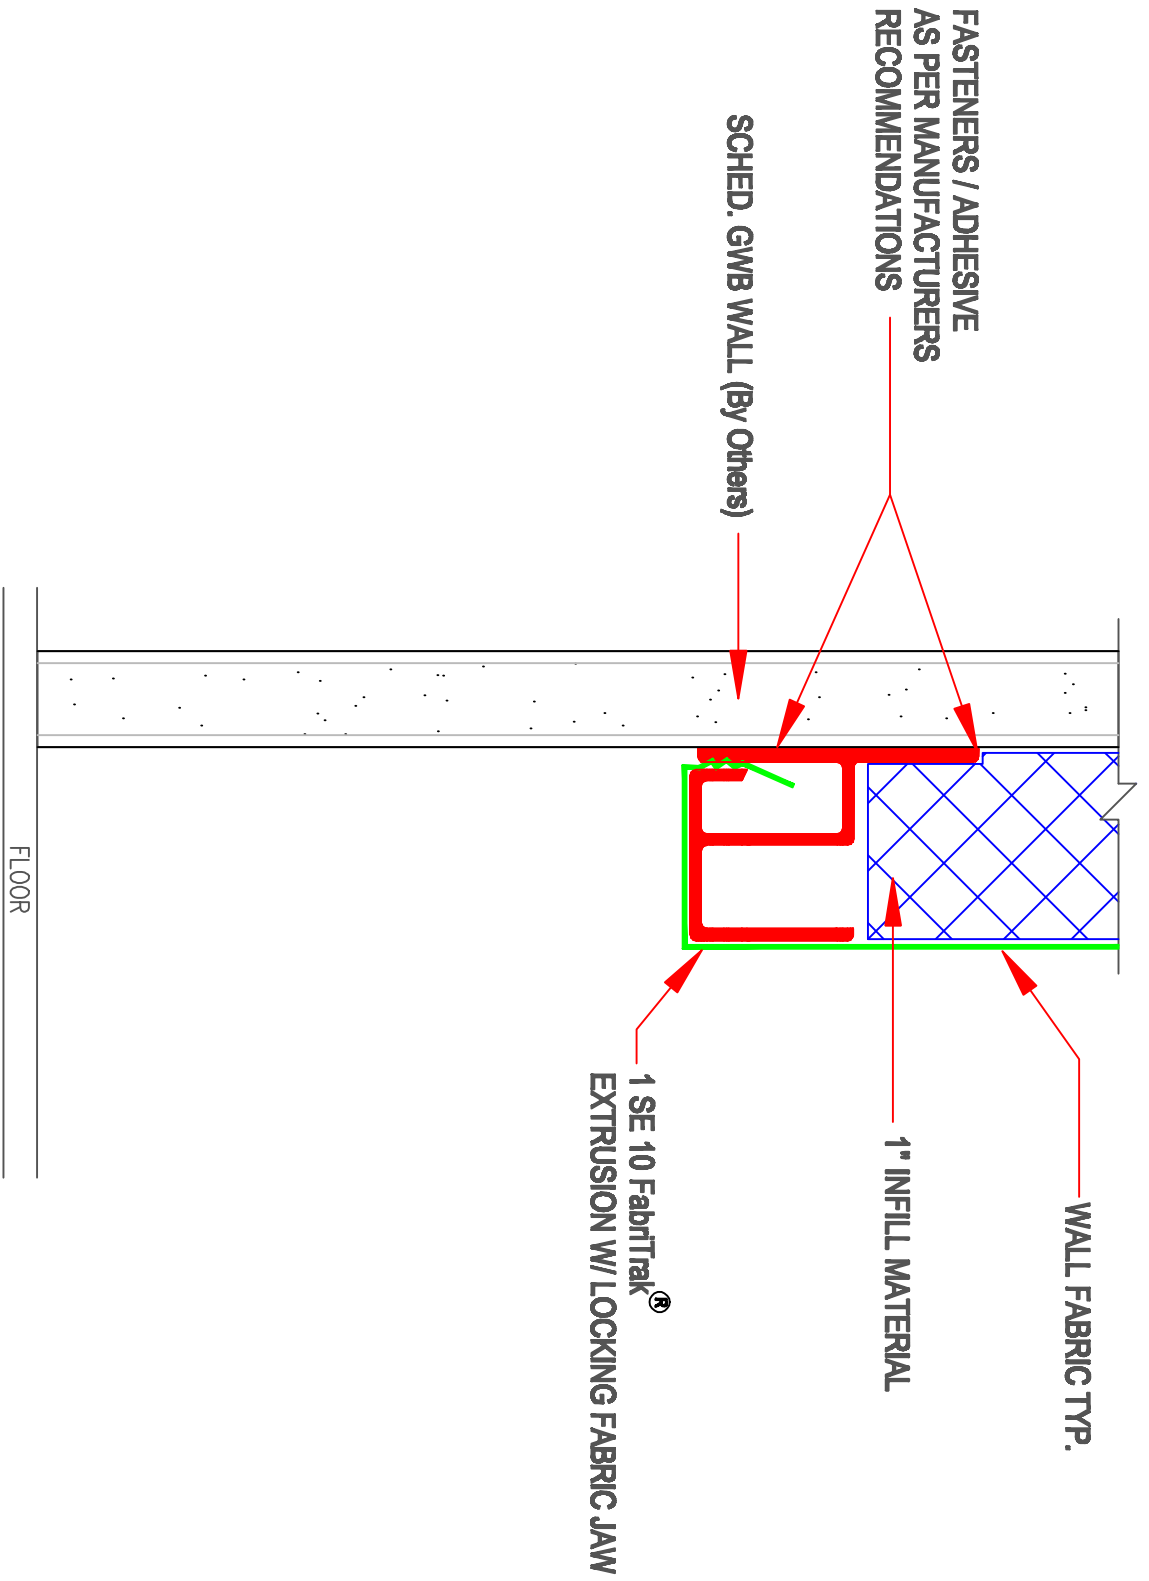 FASTENERS / ADHESIVE
AS PER MANUFACTURERS
RECOMMENDATIONS
SCHED. GWB WALL (By Others)
WALL FABRIC TYP.
1" INFILL MATERIAL
1 SE 10 FabriTrak®
EXTRUSION W/ LOCKING FABRIC JAW
FLOOR